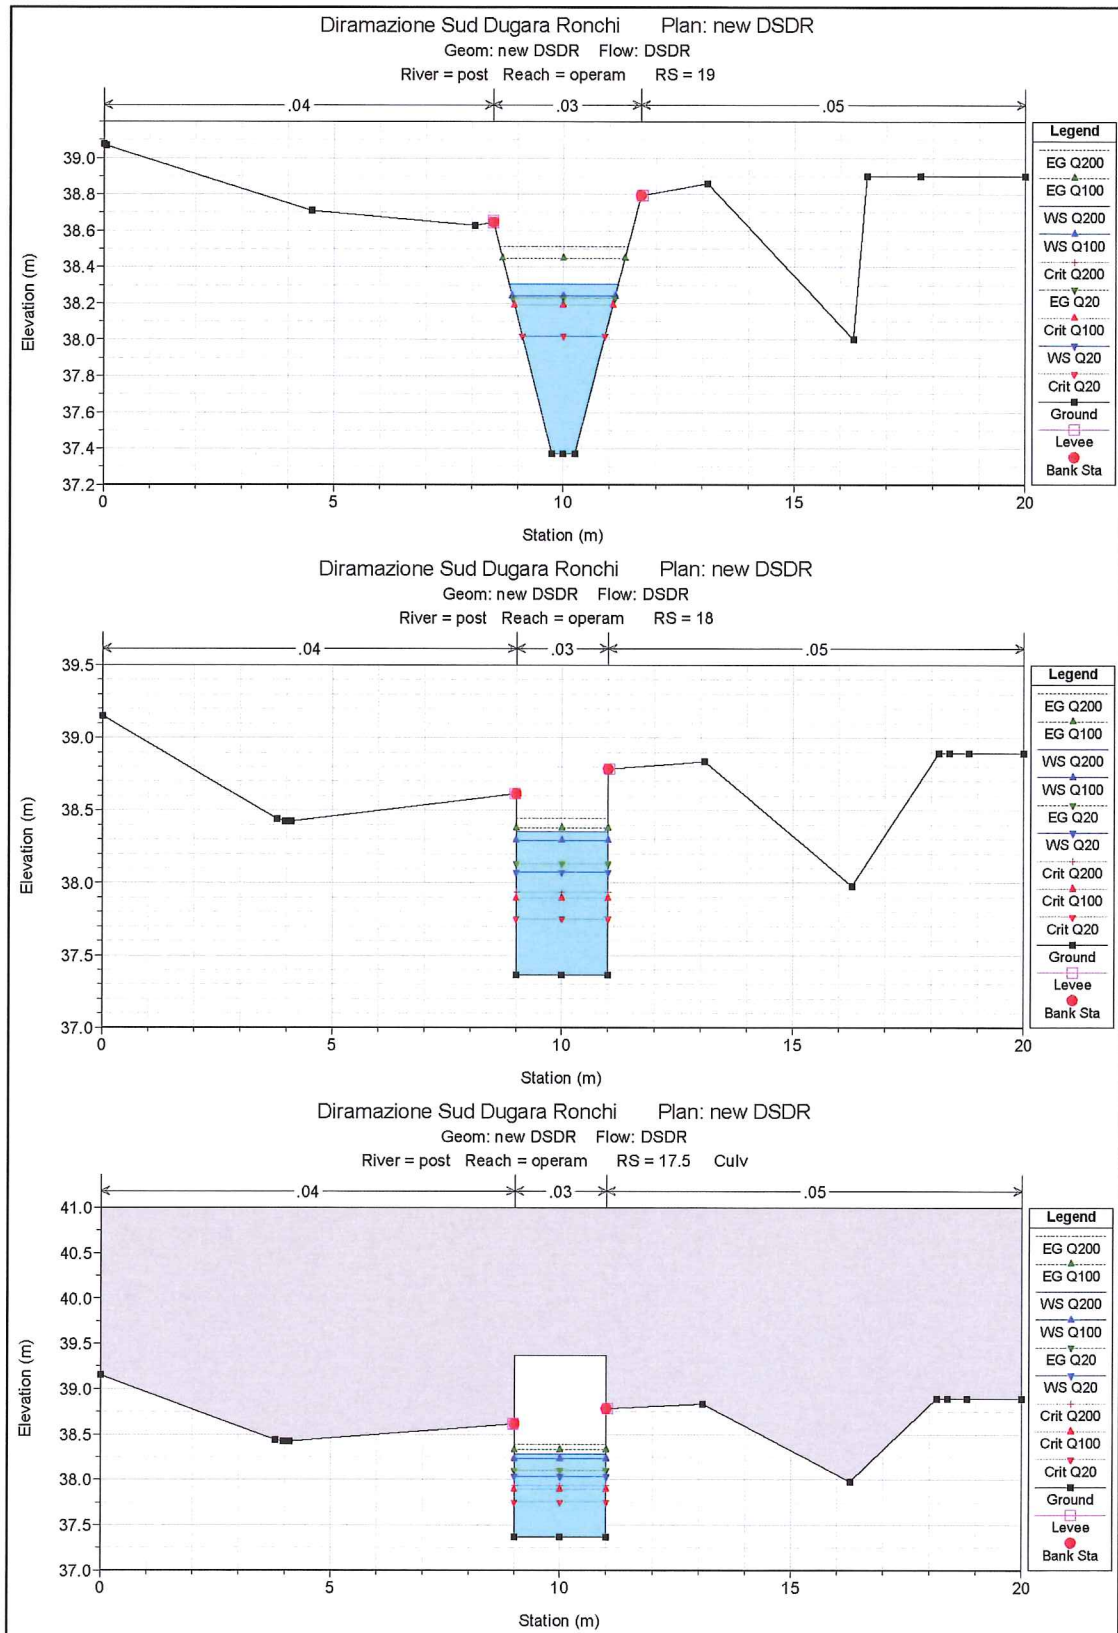 Diramazione Sud Dugara Ronchi Plan: new DSDR
Geom: new DSDR Flow: DSDR
River = post Reach = operam RS = 19
.04 .03 .05
Elevation (m)
39.0
38.8
38.6
38.4
38.2
38.0
37.8
37.6
37.4
37.2
0 5 10 15 20
Station (m)
Legend
EG Q200
EG Q100
WS Q200
WS Q100
Crit Q200
EG Q20
Crit Q100
WS Q20
Crit Q20
Ground
Levee
Bank Sta
Diramazione Sud Dugara Ronchi Plan: new DSDR
Geom: new DSDR Flow: DSDR
River = post Reach = operam RS = 18
.04 .03 .05
Elevation (m)
39.5
39.0
38.5
38.0
37.5
37.0
0 5 10 15 20
Station (m)
Legend
EG Q200
EG Q100
WS Q200
WS Q100
EG Q20
WS Q20
Crit Q200
Crit Q100
Crit Q20
Ground
Levee
Bank Sta
Diramazione Sud Dugara Ronchi Plan: new DSDR
Geom: new DSDR Flow: DSDR
River = post Reach = operam RS = 17.5 Culv
.04 .03 .05
Elevation (m)
41.0
40.5
40.0
39.5
39.0
38.5
38.0
37.5
37.0
0 5 10 15 20
Station (m)
Legend
EG Q200
EG Q100
WS Q200
WS Q100
EG Q20
WS Q20
Crit Q200
Crit Q100
Crit Q20
Ground
Levee
Bank Sta